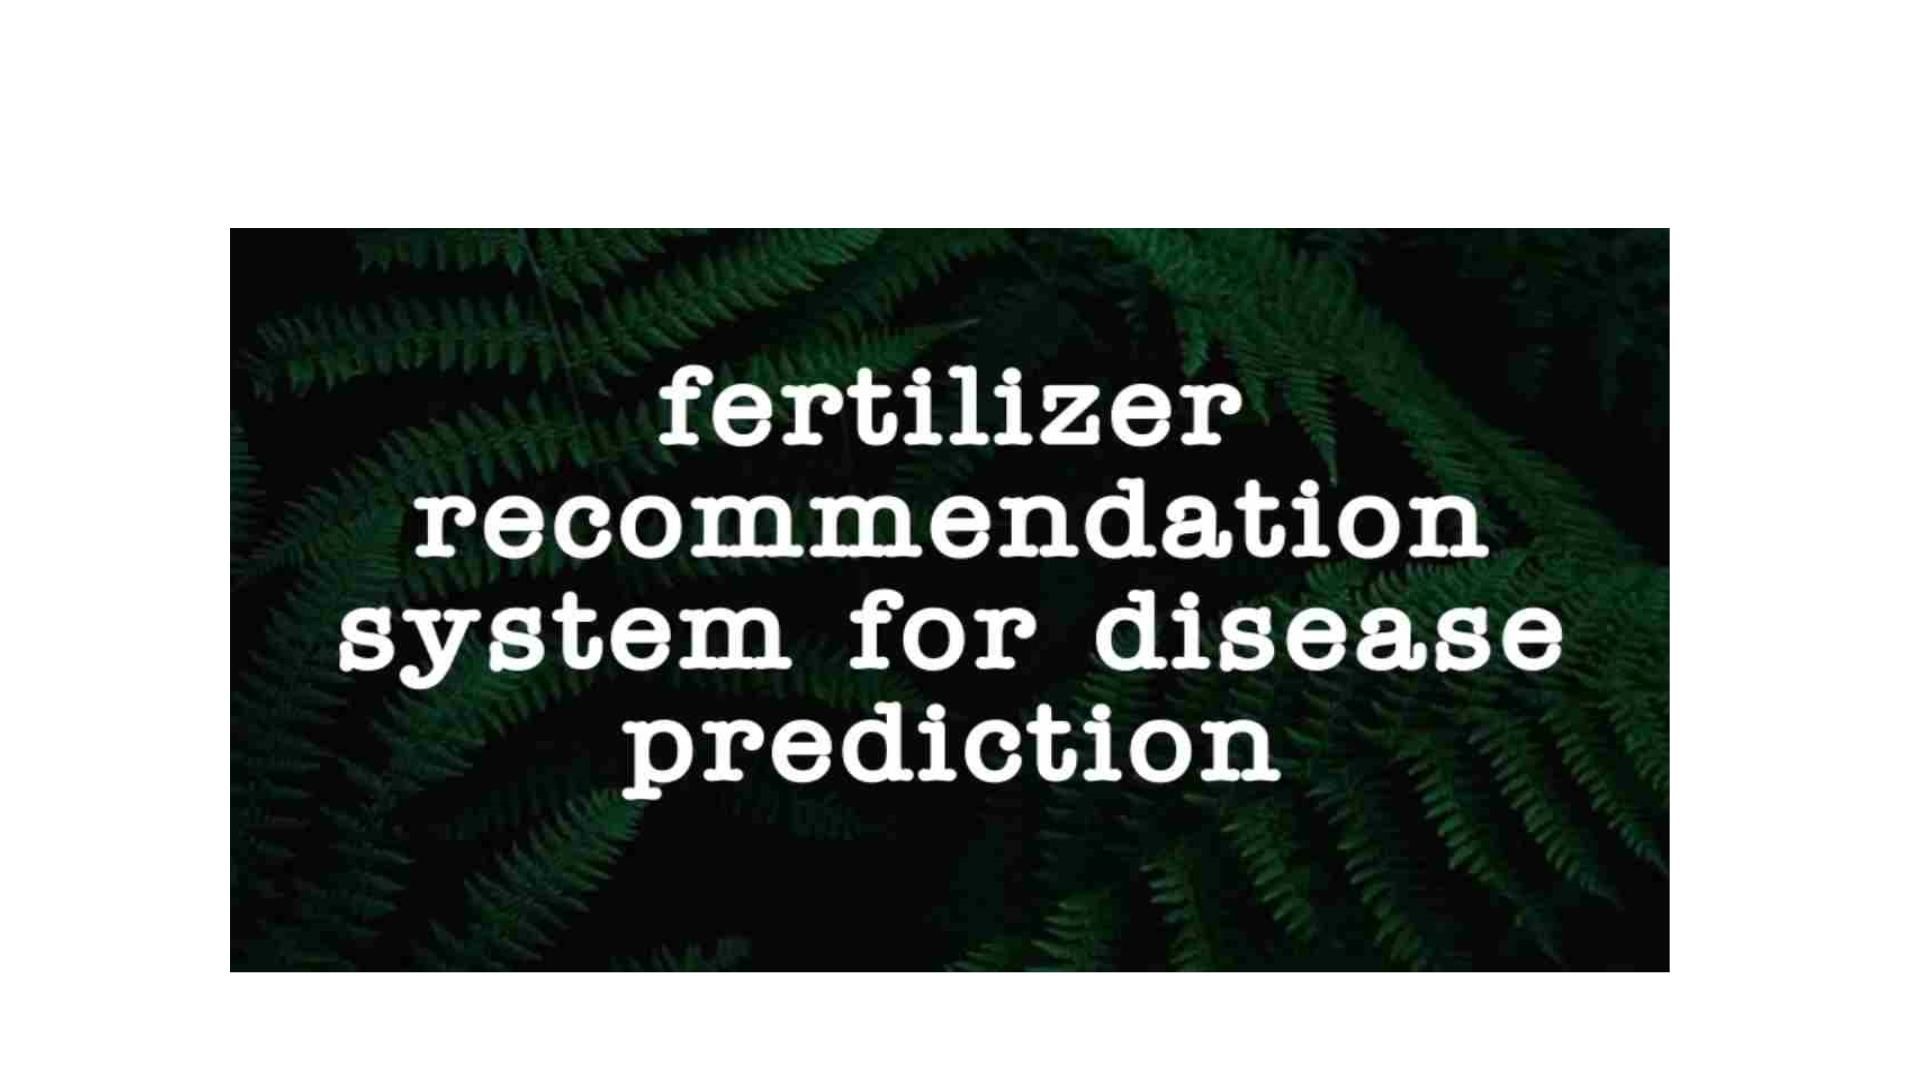 fertilizer
recommendation
system for disease
prediction